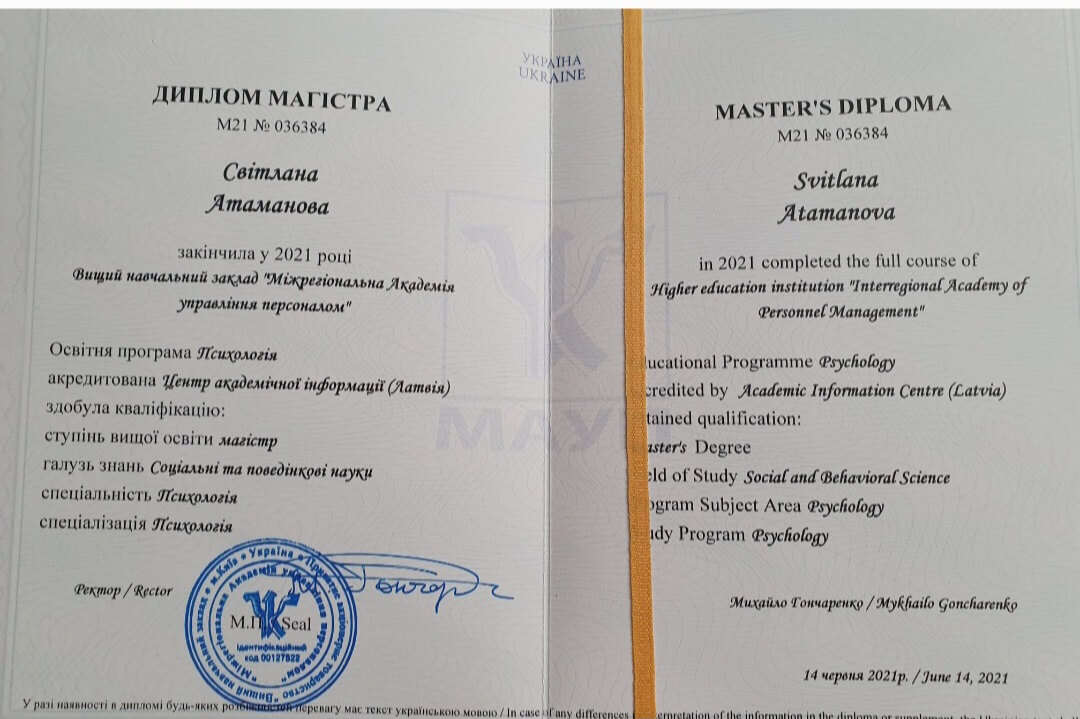 УКРАЇНА
UKRAINE
ДИПЛОМ МАГІСТРА
М21 № 036384
Світлана
Атаманова
закінчила у 2021 році
Вищий навчальний заклад "Міжрегіональна Академія
управління персоналом"
Освітня програма Психологія
акредитована Центр академічної інформації (Латвія)
здобула кваліфікацію:
ступінь вищої освіти магістр
галузь знань Соціальні та поведінкові науки
спеціальність Психологія
спеціалізація Психологія
Ректор / Rector
М.П. Seal
ідентифікаційний
код 00127522
MASTER'S DIPLOMA
М21 № 036384
Svitlana
Atamanova
in 2021 completed the full course of
Higher education institution "Interregional Academy of
Personnel Management"
ucational Programme Psychology
credited by Academic Information Centre (Latvia)
tained qualification:
ster's Degree
ld of Study Social and Behavioral Science
ogram Subject Area Psychology
dy Program Psychology
Михайло Гончаренко / Mykhailo Goncharenko
14 червня 2021р. / June 14, 2021
МАУ
У разі наявності в дипломі будь-яких перевагу має текст українською мовою / In case of any differences interpretation of the information in the diploma or supplement